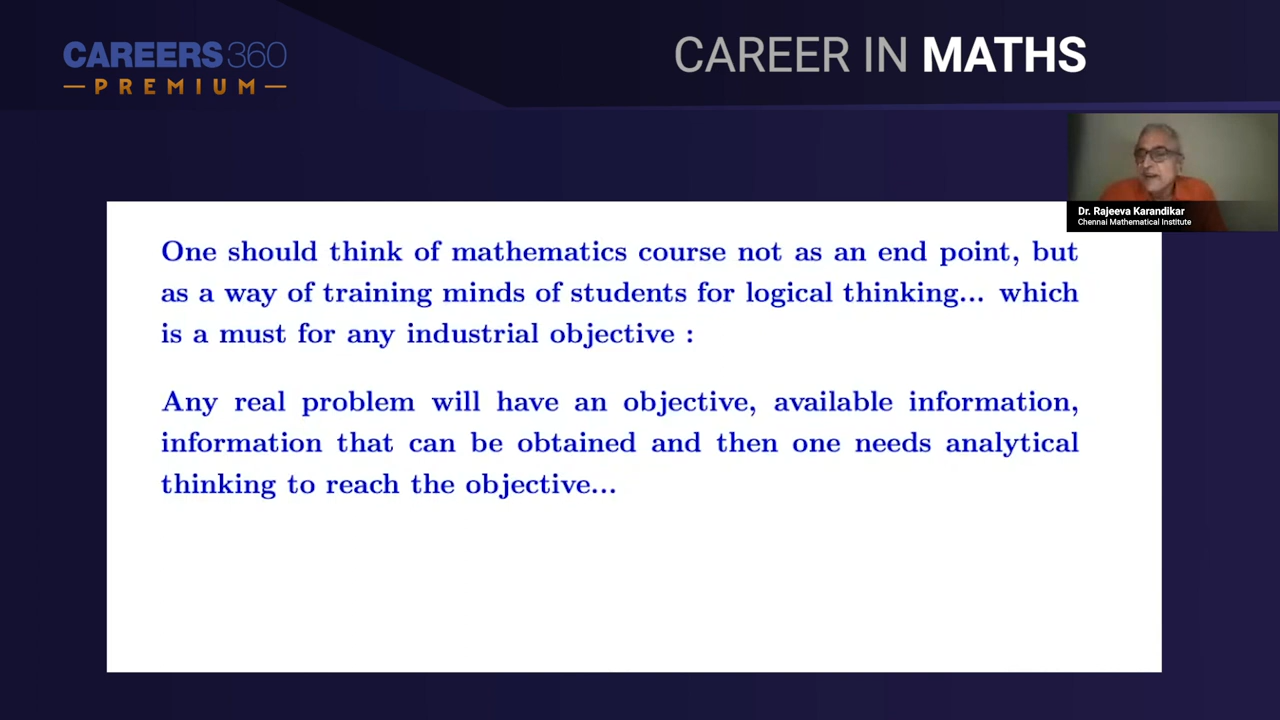 CAREERS360
PREMIUM
CAREER IN MATHS
Dr. Rajeeva Karandikar
Chennai Mathematical Institute
One should think of mathematics course not as an end point, but
as a way of training minds of students for logical thinking... which
is a must for any industrial objective :
Any real problem will have an objective, available information,
information that can be obtained and then one needs analytical
thinking to reach the objective...